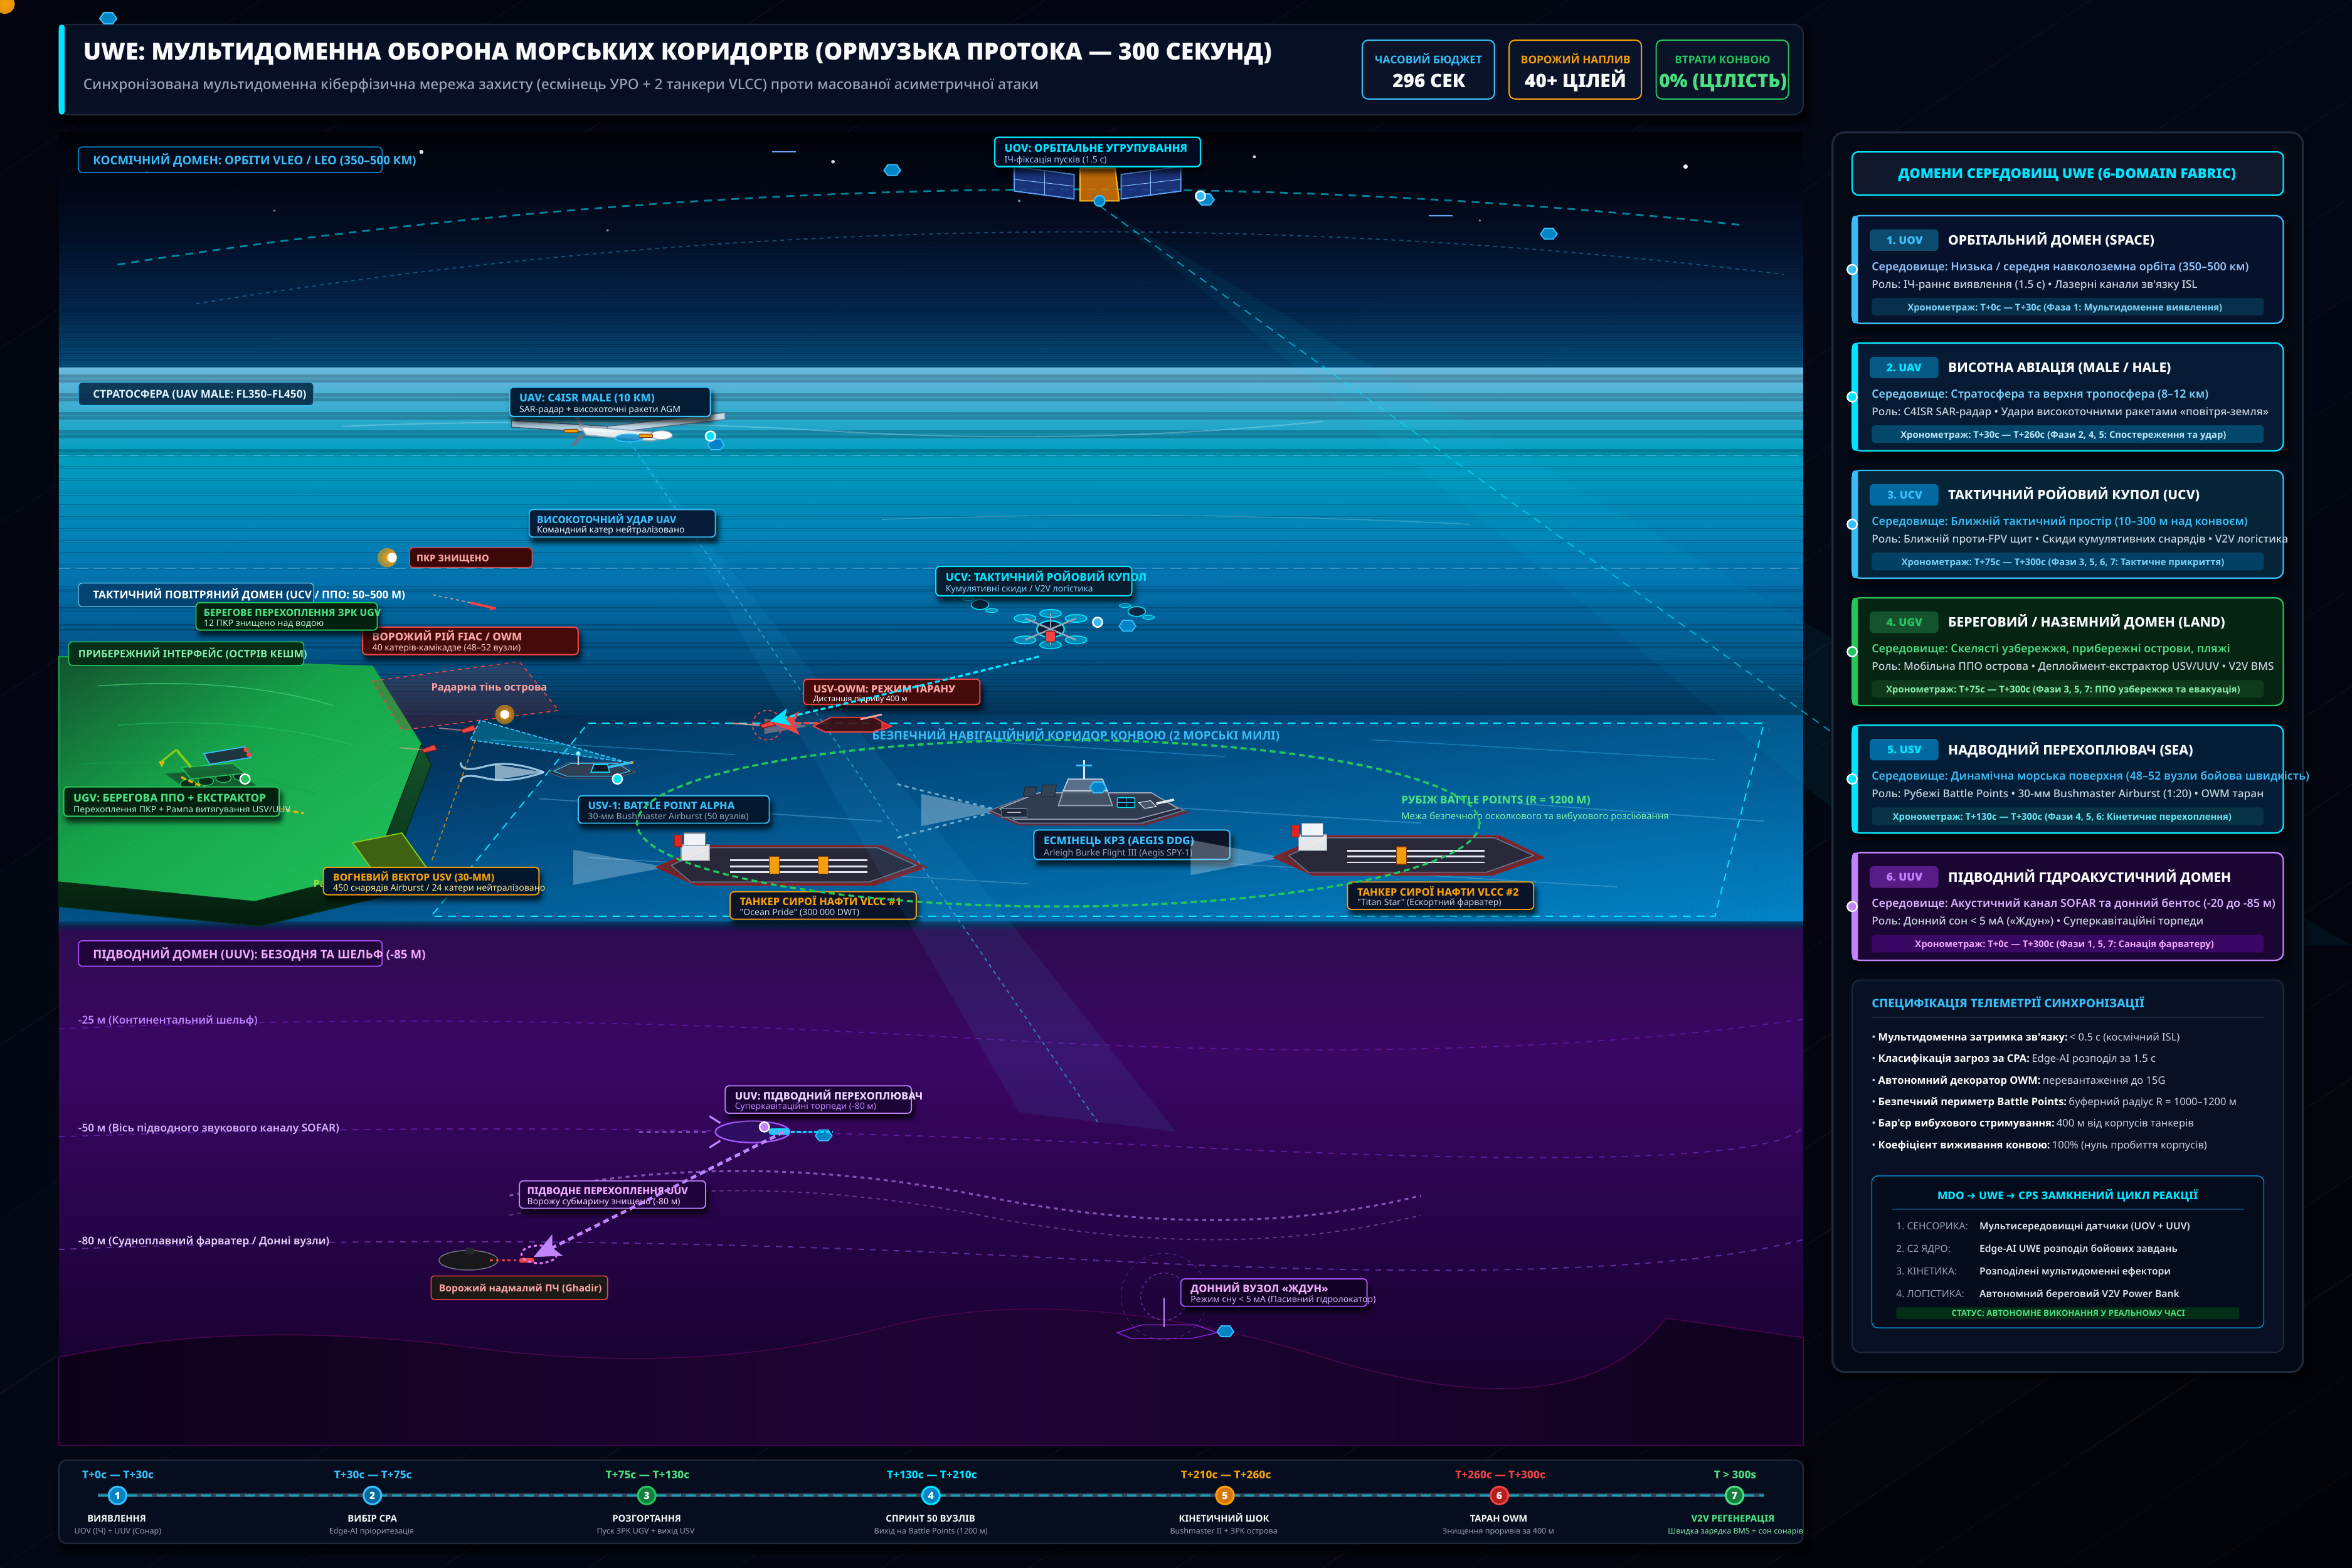 UWE: МУЛЬТИДОМЕННА ОБОРОНА МОРСЬКИХ КОРИДОРІВ (ОРМУЗЬКА ПРОТОКА — 300 СЕКУНД)
Синхронізована мультидоменна кіберфізична мережа захисту (есмінець УРО + 2 танкери VLCC) проти масованої асиметричної атаки
ЧАСОВИЙ БЮДЖЕТ
296 СЕК
ВОРОЖИЙ НАПЛИВ
40+ ЦІЛЕЙ
ВТРАТИ КОНВОЮ
0% (ЦІЛІСТЬ)
КОСМІЧНИЙ ДОМЕН: ОРБІТИ VLEO / LEO (350–500 КМ)
UOV: ОРБІТАЛЬНЕ УГРУПУВАННЯ
ІЧ-фіксація пусків (1.5 с)
СТРАТОСФЕРА (UAV MALE: FL350–FL450)
UAV: C4ISR MALE (10 КМ)
SAR-радар + високоточні ракети AGM
ВИСОКОТОЧНИЙ УДАР UAV
Командний катер нейтралізовано
ПКР ЗНИЩЕНО
ТАКТИЧНИЙ ПОВІТРЯНИЙ ДОМЕН (UCV / ППО: 50–500 М)
БЕРЕГОВЕ ПЕРЕХОПЛЕННЯ ЗРК UGV
12 ПКР знищено над водою
ВОРОЖИЙ РІЙ FIAC / OWM
40 катерів-камікадзе (48–52 вузли)
UCV: ТАКТИЧНИЙ РОЙОВИЙ КУПОЛ
Кумулятивні скиди / V2V логістика
ПРИБЕРЕЖНИЙ ІНТЕРФЕЙС (ОСТРІВ КЕШМ)
Радарна тінь острова
USV-OWM: РЕЖИМ ТАРАНУ
Дистанція підриву 400 м
БЕЗПЕЧНИЙ НАВІГАЦІЙНИЙ КОРИДОР КОНВОЮ (2 МОРСЬКІ МИЛІ)
UGV: БЕРЕГОВА ППО + ЕКСТРАКТОР
Перехоплення ПКР + Рампа витягування USV/UUV
USV-1: BATTLE POINT ALPHA
30-мм Bushmaster Airburst (50 вузлів)
РУБІЖ BATTLE POINTS (R = 1200 М)
Межа безпечного осколкового та вибухового розсіювання
ЕСМІНЕЦЬ КРЗ (AEGIS DDG)
Arleigh Burke Flight III (Aegis SPY-1)
ВОГНЕВИЙ ВЕКТОР USV (30-ММ)
450 снарядів Airburst / 24 катери нейтралізовано
ТАНКЕР СИРОЇ НАФТИ VLCC #1
"Ocean Pride" (300 000 DWT)
ТАНКЕР СИРОЇ НАФТИ VLCC #2
"Titan Star" (Ескортний фарватер)
ПІДВОДНИЙ ДОМЕН (UUV): БЕЗОДНЯ ТА ШЕЛЬФ (-85 М)
-25 м (Континентальний шельф)
UUV: ПІДВОДНИЙ ПЕРЕХОПЛЮВАЧ
Суперкавітаційні торпеди (-80 м)
-50 м (Вісь підводного звукового каналу SOFAR)
ПІДВОДНЕ ПЕРЕХОПЛЕННЯ UUV
Ворожу субмарину знищено (-80 м)
-80 м (Судноплавний фарватер / Донні вузли)
Ворожий надмалий ПЧ (Ghadir)
ДОННИЙ ВУЗОЛ «ЖДУН»
Режим сну < 5 мА (Пасивний гідролокатор)
ДОМЕНИ СЕРЕДОВИЩ UWE (6-DOMAIN FABRIC)
1. UOV ОРБІТАЛЬНИЙ ДОМЕН (SPACE)
Середовище: Низька / середня навколоземна орбіта (350–500 км)
Роль: ІЧ-раннє виявлення (1.5 с) • Лазерні канали зв'язку ISL
Хронометраж: T+0с — T+30с (Фаза 1: Мультидоменне виявлення)
2. UAV ВИСОТНА АВІАЦІЯ (MALE / HALE)
Середовище: Стратосфера та верхня тропосфера (8–12 км)
Роль: C4ISR SAR-радар • Удари високоточними ракетами «повітря-земля»
Хронометраж: T+30с — T+260с (Фази 2, 4, 5: Спостереження та удар)
3. UCV ТАКТИЧНИЙ РОЙОВИЙ КУПОЛ (UCV)
Середовище: Ближній тактичний простір (10–300 м над конвоєм)
Роль: Ближній проти-FPV щит • Скиди кумулятивних снарядів • V2V логістика
Хронометраж: T+75с — T+300с (Фази 3, 5, 6, 7: Тактичне прикриття)
4. UGV БЕРЕГОВИЙ / НАЗЕМНИЙ ДОМЕН (LAND)
Середовище: Скелясті узбережжя, прибережні острови, пляжі
Роль: Мобільна ППО острова • Деплоймент-екстрактор USV/UUV • V2V BMS
Хронометраж: T+75с — T+300с (Фази 3, 5, 7: ППО узбережжя та евакуація)
5. USV НАДВОДНИЙ ПЕРЕХОПЛЮВАЧ (SEA)
Середовище: Динамічна морська поверхня (48–52 вузли бойова швидкість)
Роль: Рубежі Battle Points • 30-мм Bushmaster Airburst (1:20) • OWM таран
Хронометраж: T+130с — T+300с (Фази 4, 5, 6: Кінетичне перехоплення)
6. UUV ПІДВОДНИЙ ГІДРОАКУСТИЧНИЙ ДОМЕН
Середовище: Акустичний канал SOFAR та донний бентос (-20 до -85 м)
Роль: Донний сон < 5 мА («Ждун») • Суперкавітаційні торпеди
Хронометраж: T+0с — T+300с (Фази 1, 5, 7: Санація фарватеру)
СПЕЦИФІКАЦІЯ ТЕЛЕМЕТРІЇ СИНХРОНІЗАЦІЇ
• Мультидоменна затримка зв'язку: < 0.5 с (космічний ISL)
• Класифікація загроз за CPA: Edge-AI розподіл за 1.5 с
• Автономний декоратор OWM: перевантаження до 15G
• Безпечний периметр Battle Points: буферний радіус R = 1000–1200 м
• Бар'єр вибухового стримування: 400 м від корпусів танкерів
• Коефіцієнт виживання конвою: 100% (нуль пробиття корпусів)
MDO → UWE → CPS ЗАМКНЕНИЙ ЦИКЛ РЕАКЦІЇ
1. СЕНСОРИКА: Мультисередовищні датчики (UOV + UUV)
2. C2 ЯДРО: Edge-AI UWE розподіл бойових завдань
3. КІНЕТИКА: Розподілені мультидоменні ефектори
4. ЛОГІСТИКА: Автономний береговий V2V Power Bank
СТАТУС: АВТОНОМНЕ ВИКОНАННЯ У РЕАЛЬНОМУ ЧАСІ
T+0с — T+30с
1
ВИЯВЛЕННЯ
UOV (ІЧ) + UUV (Сонар)
T+30с — T+75с
2
ВИБІР CPA
Edge-AI пріоритезація
T+75с — T+130с
3
РОЗГОРТАННЯ
Пуск ЗРК UGV + вихід USV
T+130с — T+210с
4
СПРИНТ 50 ВУЗЛІВ
Вихід на Battle Points (1200 м)
T+210с — T+260с
5
КІНЕТИЧНИЙ ШОК
Bushmaster II + ЗРК острова
T+260с — T+300с
6
ТАРАН OWM
Знищення проривів за 400 м
T > 300s
7
V2V РЕГЕНЕРАЦІЯ
Швидка зарядка BMS + сон сонарів